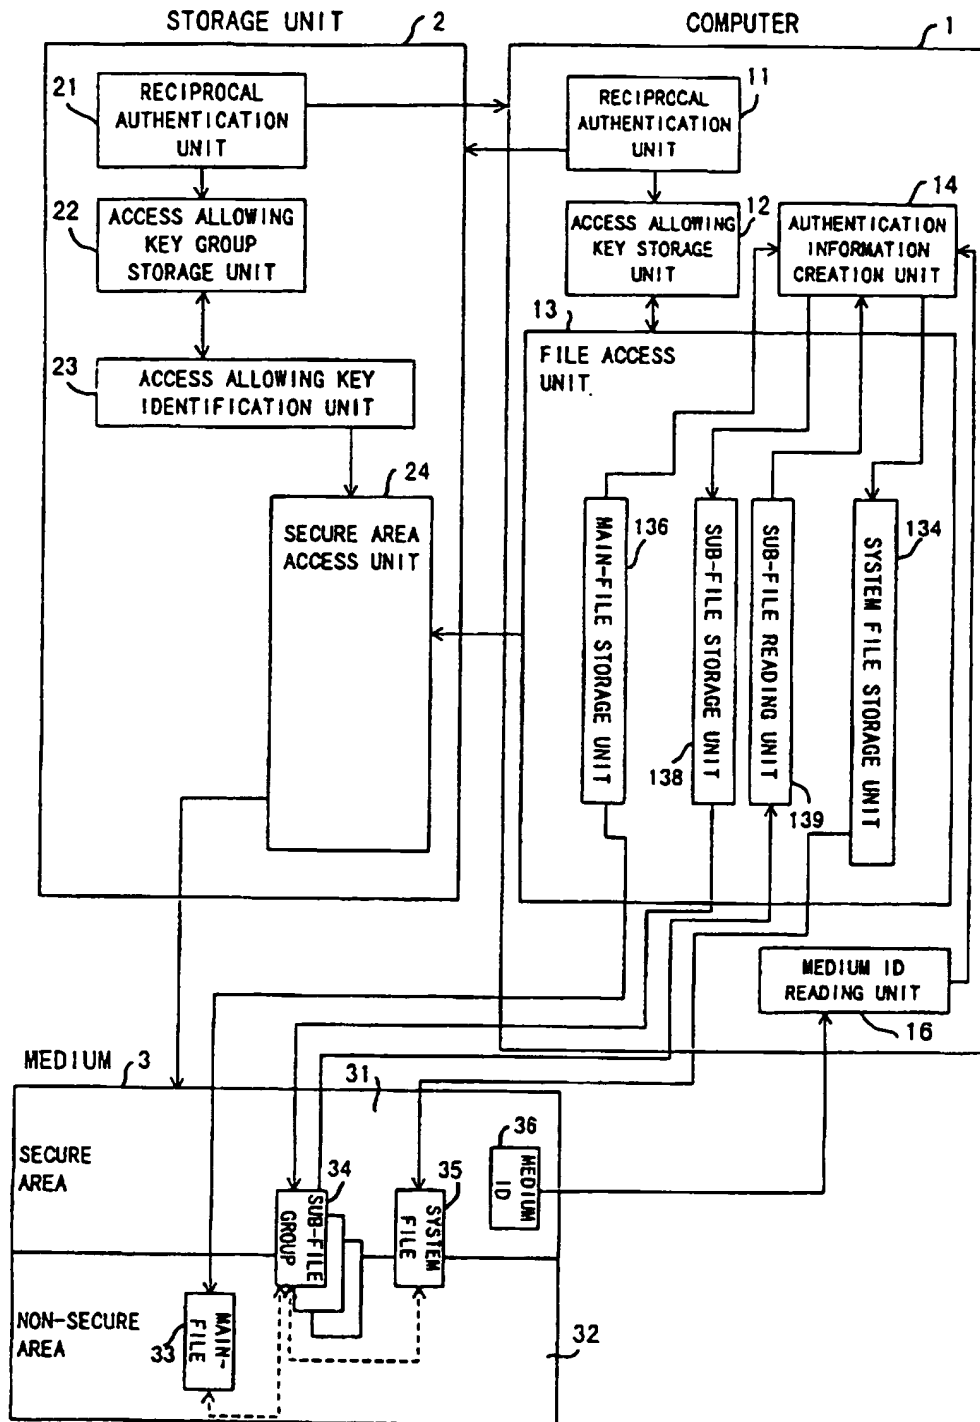 STORAGE UNIT
2
COMPUTER
1
21
RECIPROCAL
AUTHENTICATION
UNIT
11
RECIPROCAL
AUTHENTICATION
UNIT
22
ACCESS ALLOWING
KEY GROUP
STORAGE UNIT
12
ACCESS ALLOWING
KEY STORAGE
UNIT
14
AUTHENTICATION
INFORMATION
CREATION UNIT
23
ACCESS ALLOWING KEY
IDENTIFICATION UNIT
13
FILE ACCESS
UNIT
24
SECURE AREA
ACCESS UNIT
MAIN-FILE STORAGE UNIT
136
SUB-FILE STORAGE UNIT
138
SUB-FILE READING UNIT
139
SYSTEM FILE STORAGE UNIT
134
MEDIUM ID
READING UNIT
16
MEDIUM
3
31
SECURE
AREA
34
SUB-FILE
GROUP
35
SYSTEM
FILE
36
MEDIUM
ID
NON-SECURE
AREA
33
MAIN-
FILE
32